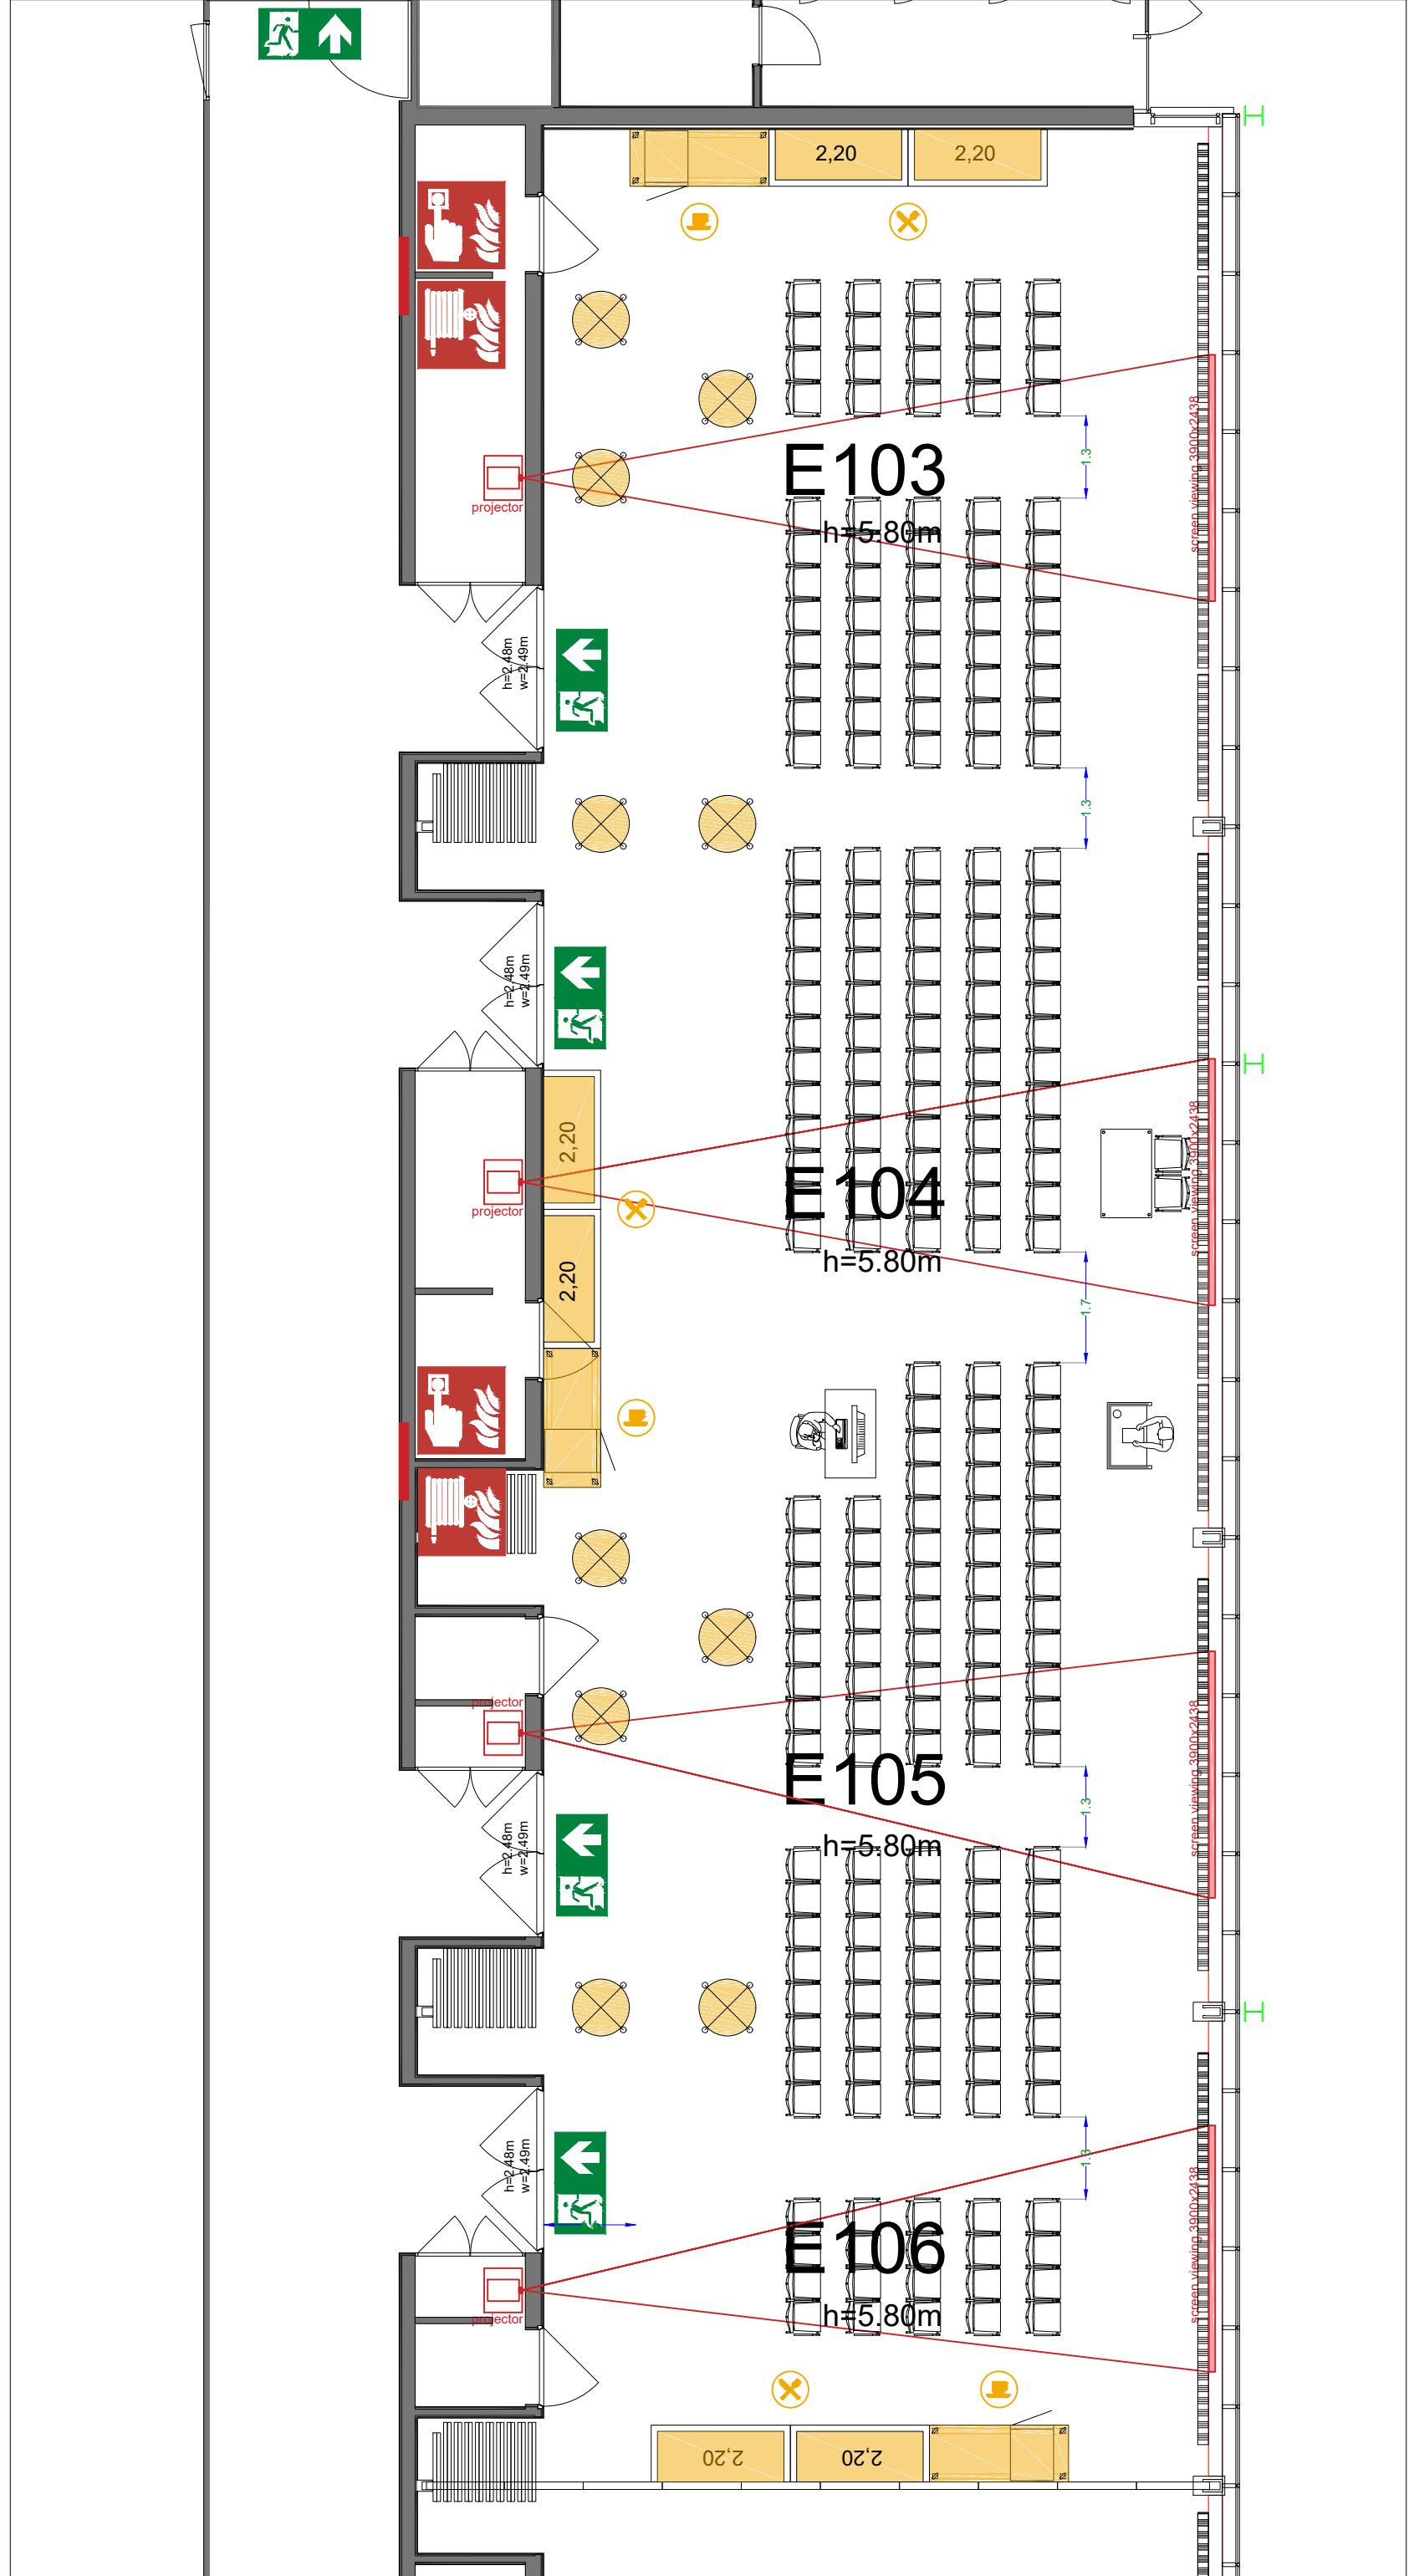 2,20
2,20
screen viewing 3900x2438
1.3
E103
projector
h=5.80m
h=2.48m
w=2.49m
1.3
h=2.48m
w=2.49m
2,20
screen viewing 3900x2438
projector
E104
2,20
h=5.80m
1.7
projector
screen viewing 3900x2438
E105
1.3
h=2.48m
w=2.49m
h=5.80m
h=2.48m
w=2.49m
1.3
screen viewing 3900x2438
E106
projector
h=5.80m
2,20
2,20